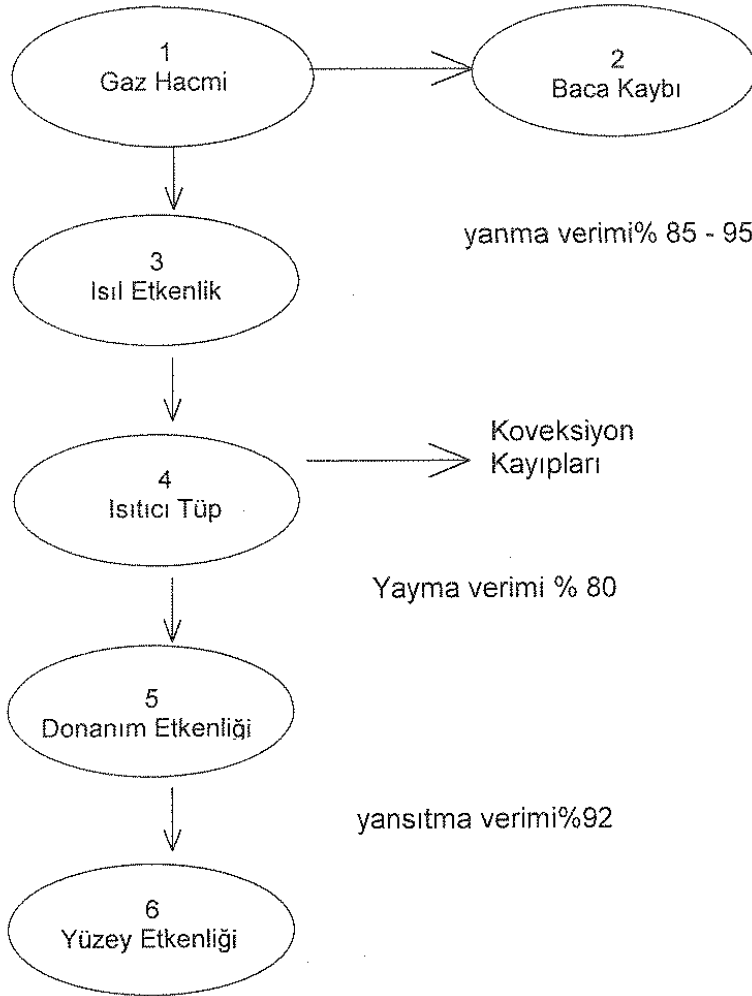 1
Gaz Hacmi
2
Baca Kaybı
yanma verimi% 85 - 95
3
Isıl Etkenlik
Koveksiyon
Kayıpları
4
Isıtıcı Tüp
Yayma verimi % 80
5
Donanım Etkenliği
yansıtma verimi%92
6
Yüzey Etkenliği